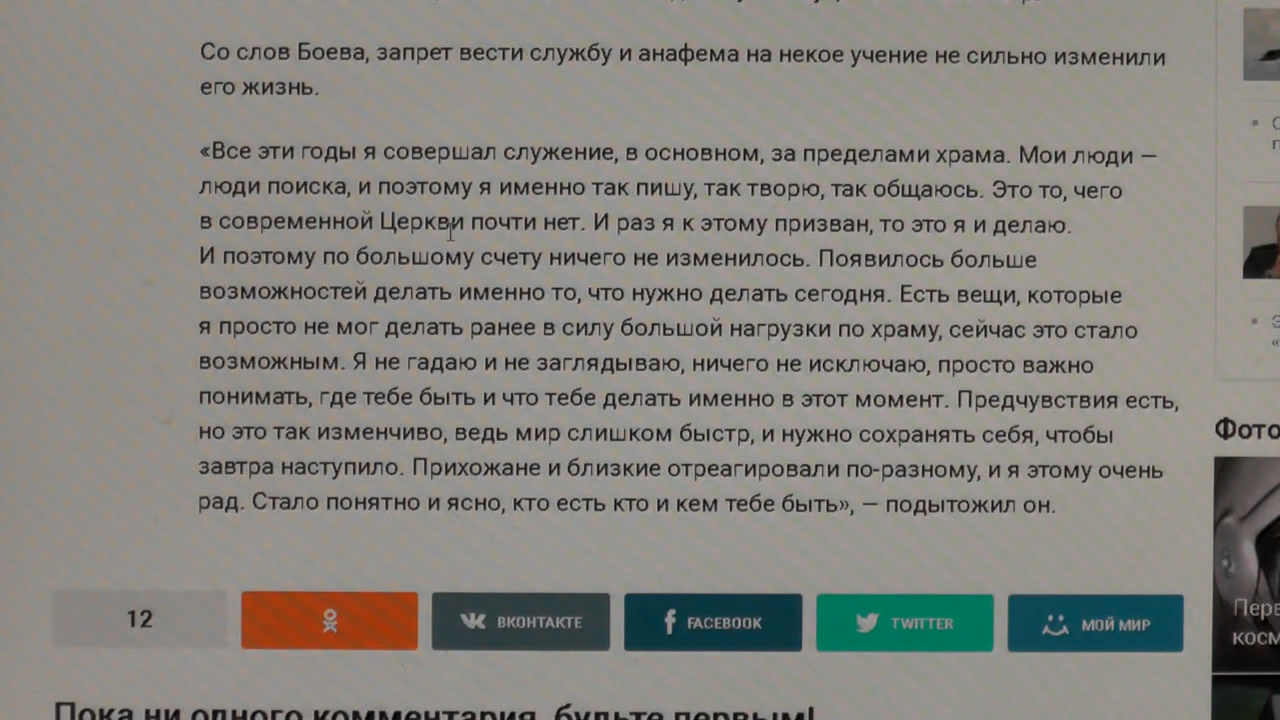 Со слов Боева, запрет вести службу и анафема на некое учение не сильно изменили
его жизнь.
«Все эти годы я совершал служение, в основном, за пределами храма. Мои люди —
люди поиска, и поэтому я именно так пишу, так творю, так общаюсь. Это то, чего
в современной Церкви почти нет. И раз я к этому призван, то это я и делаю.
И поэтому по большому счету ничего не изменилось. Появилось больше
возможностей делать именно то, что нужно делать сегодня. Есть вещи, которые
я просто не мог делать ранее в силу большой нагрузки по храму, сейчас это стало
возможным. Я не гадаю и не заглядываю, ничего не исключаю, просто важно
понимать, где тебе быть и что тебе делать именно в этот момент. Предчувствия есть,
но это так изменчиво, ведь мир слишком быстр, и нужно сохранять себя, чтобы
завтра наступило. Прихожане и близкие отреагировали по-разному, и я этому очень
рад. Стало понятно и ясно, кто есть кто и кем тебе быть», — подытожил он.
12
ВКОНТАКТЕ
FACEBOOK
TWITTER
МОЙ МИР
Пока ни одного комментария, будьте первым!
Фото